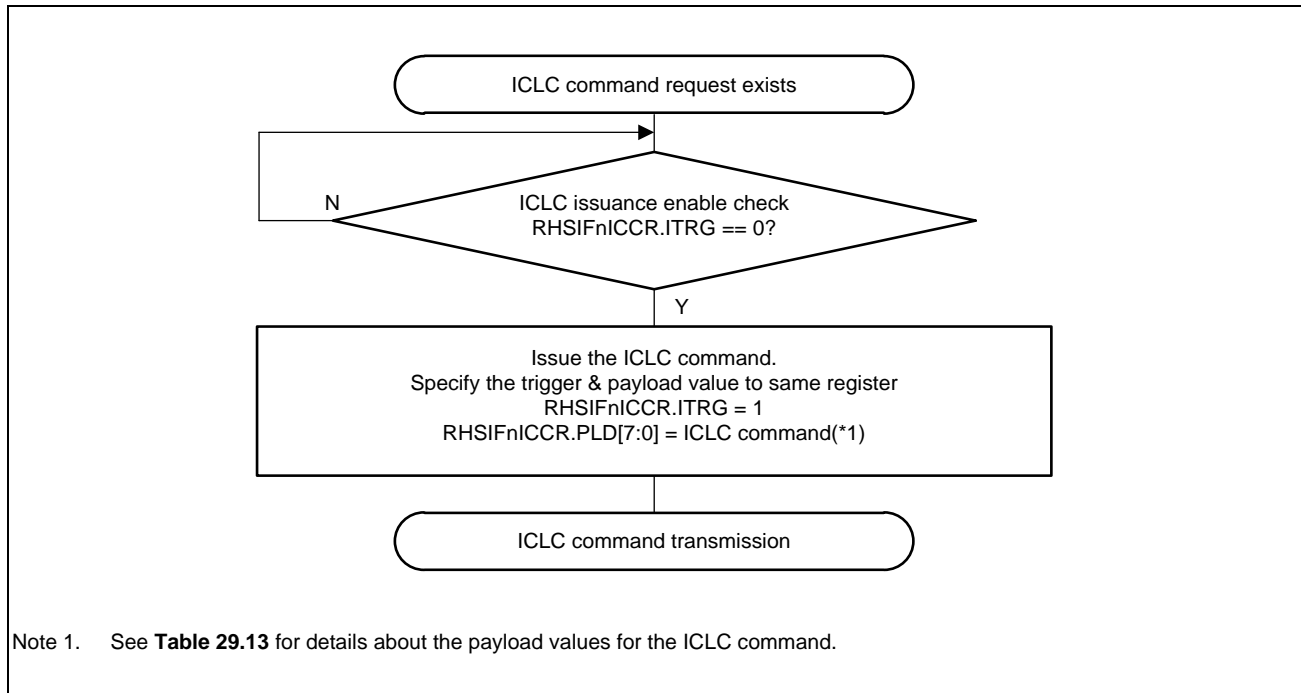 ICLC command request exists
N
ICLC issuance enable check
RHSIFnICCR.ITRG == 0?
Y
Issue the ICLC command.
Specify the trigger & payload value to same register
RHSIFnICCR.ITRG = 1
RHSIFnICCR.PLD[7:0] = ICLC command(*1)
ICLC command transmission
Note 1. See Table 29.13 for details about the payload values for the ICLC command.